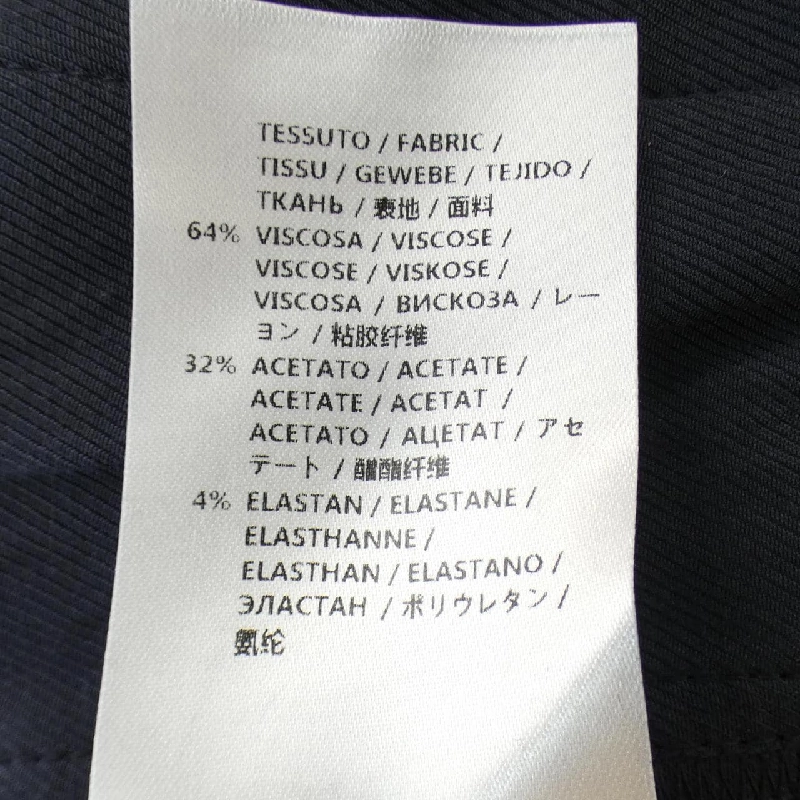 TESSUTO / FABRIC /
TISSU / GEWEBE / TEJIDO /
ТКАНЬ / 表地 / 面料
64% VISCOSA / VISCOSE /
VISCOSE / VISKOSE /
VISCOSA / ВИСКОЗА / レー
ヨン / 粘胶纤维
32% ACETATO / ACETATE /
ACETATE / ACETAT /
ACETATO / АЦЕТАТ / アセ
テート / 醋酯纤维
4% ELASTAN / ELASTANE /
ELASTHANNE /
ELASTHAN / ELASTANO /
ЭЛАСТАН / ポリウレタン /
氨纶